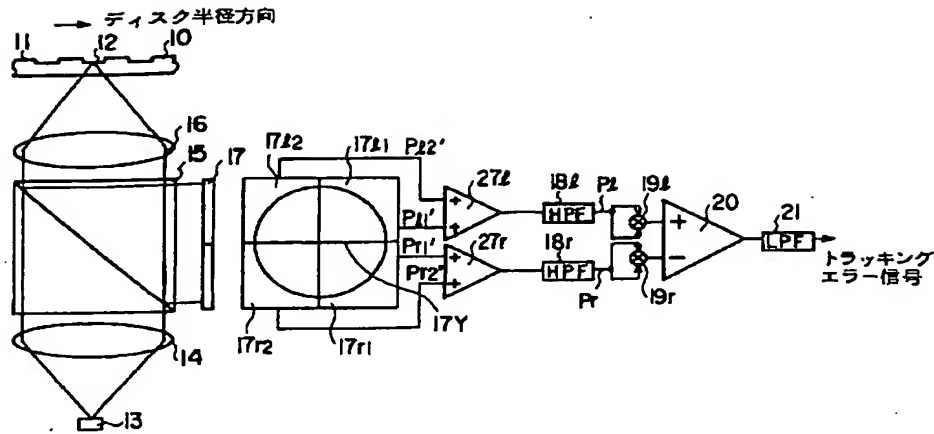 ディスク半径方向
11
12
10
16
15
17
14
13
17ℓ2
17ℓ1
Pℓ2'
Pℓ1'
Pr1'
Pr2'
17r2
17r1
17Y
27ℓ
27r
18ℓ
HPF
Pℓ
19ℓ
18r
HPF
Pr
19r
20
21
LPF
トラッキング
エラー信号
+
+
+
+
+
−